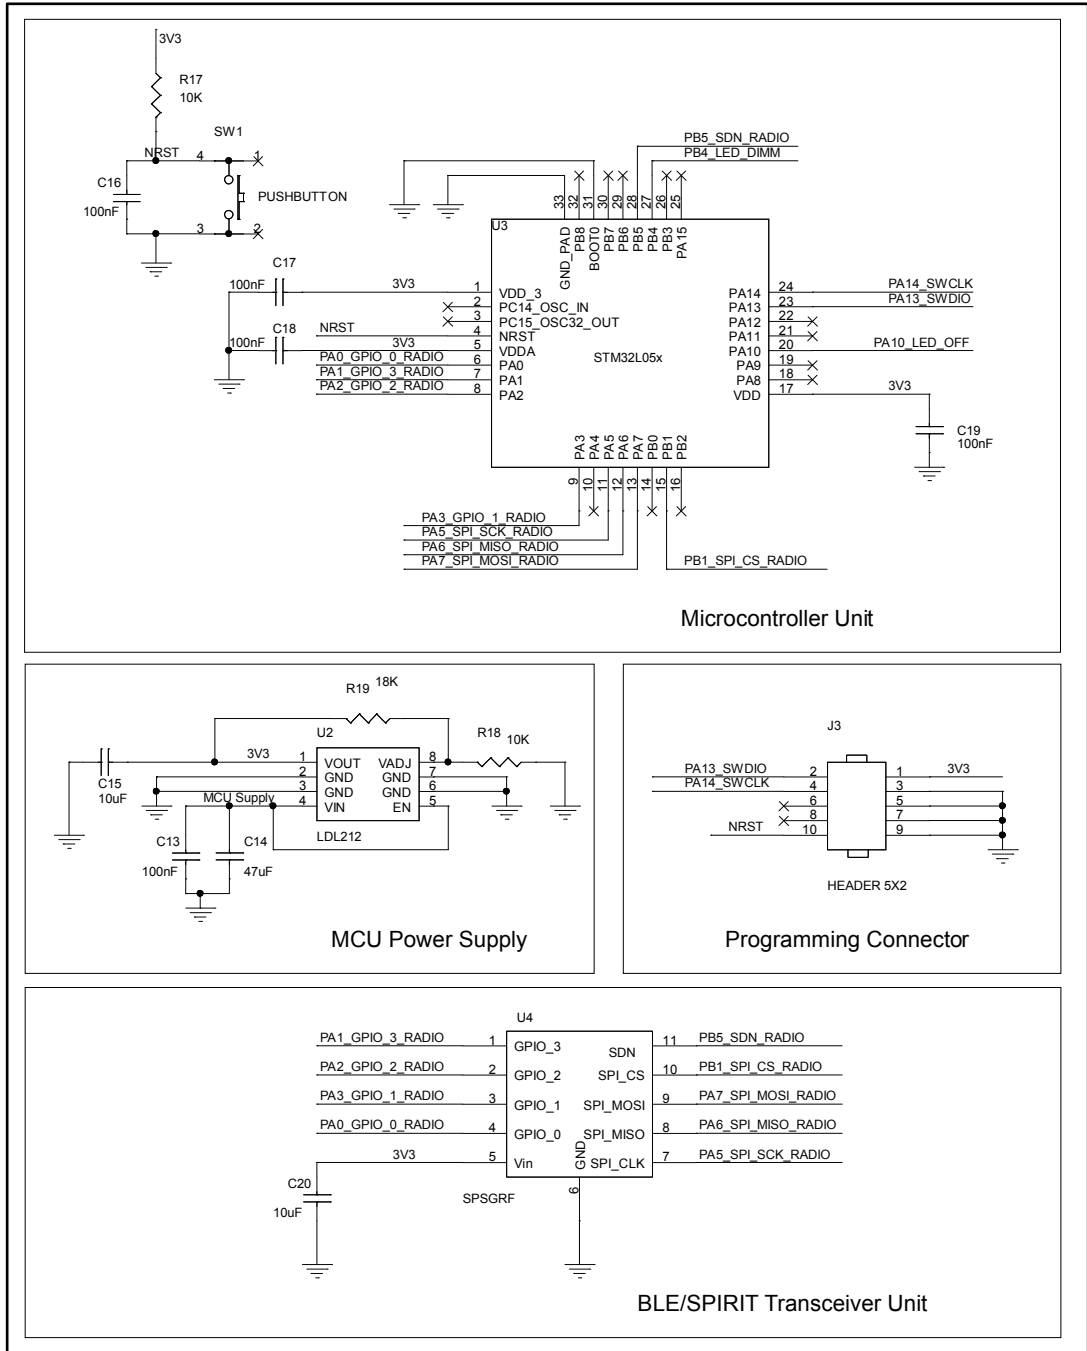 3V3
R17
10K
SW1
NRST
4
1
C16
100nF
PUSHBUTTON
3
2
PB5_SDN_RADIO
PB4_LED_DIMM
33
32
31
30
29
28
27
26
25
U3
GND_PAD
PB8
BOOT0
PB7
PB6
PB5
PB4
PB3
PA15
C17
100nF
3V3
1
VDD_3
2
PC14_OSC_IN
3
PC15_OSC32_OUT
C18
NRST
4
NRST
100nF
3V3
5
VDDA
PA0_GPIO_0_RADIO
6
PA0
PA1_GPIO_3_RADIO
7
PA1
PA2_GPIO_2_RADIO
8
PA2
STM32L05x
PA14
24
PA14_SWCLK
PA13
23
PA13_SWDIO
PA12
22
PA11
21
PA10
20
PA10_LED_OFF
PA9
19
PA8
18
VDD
17
3V3
C19
100nF
PA3
PA4
PA5
PA6
PA7
PB0
PB1
PB2
9
10
11
12
13
14
15
16
PA3_GPIO_1_RADIO
PA5_SPI_SCK_RADIO
PA6_SPI_MISO_RADIO
PA7_SPI_MOSI_RADIO
PB1_SPI_CS_RADIO
Microcontroller Unit
R19 18K
U2
R18 10K
3V3
1
VOUT
VADJ
8
C15
10uF
2
GND
GND
7
3
GND
GND
6
MCU Supply
4
VIN
EN
5
LDL212
C13
100nF
C14
47uF
MCU Power Supply
J3
PA13_SWDIO
2
1
3V3
PA14_SWCLK
4
3
6
5
8
7
NRST
10
9
HEADER 5X2
Programming Connector
U4
PA1_GPIO_3_RADIO
1
GPIO_3
SDN
11
PB5_SDN_RADIO
PA2_GPIO_2_RADIO
2
GPIO_2
SPI_CS
10
PB1_SPI_CS_RADIO
PA3_GPIO_1_RADIO
3
GPIO_1
SPI_MOSI
9
PA7_SPI_MOSI_RADIO
PA0_GPIO_0_RADIO
4
GPIO_0
SPI_MISO
8
PA6_SPI_MISO_RADIO
3V3
5
Vin
GND
SPI_CLK
7
PA5_SPI_SCK_RADIO
C20
10uF
SPSGRF
6
BLE/SPIRIT Transceiver Unit